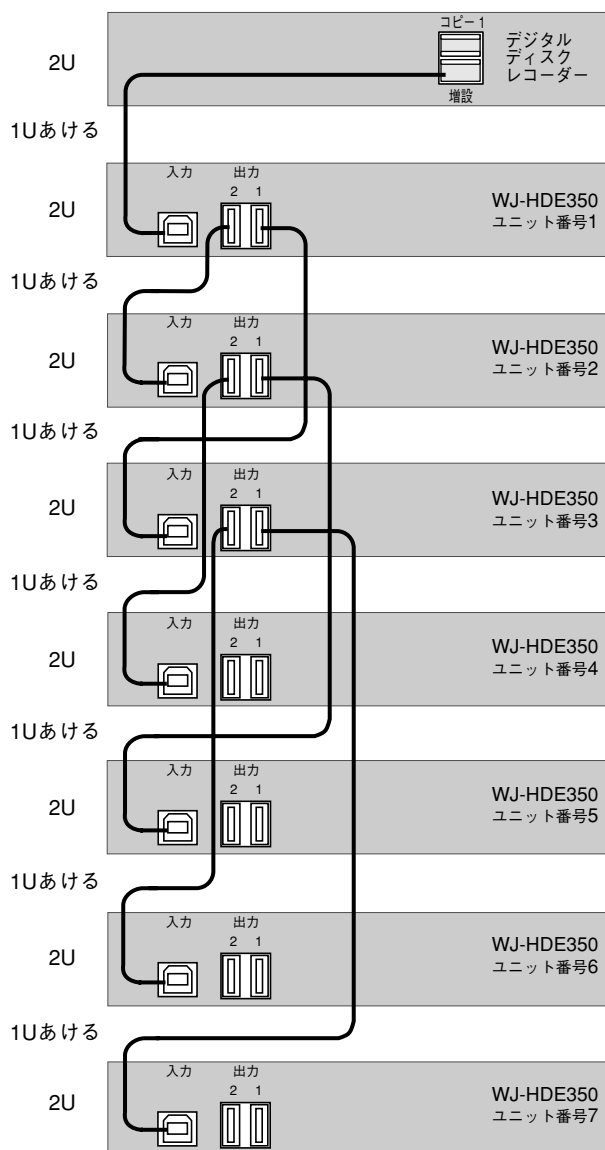 コピー 1
デジタル
ディスク
レコーダー
2U
増設
1Uあける
入力 出力
2 1
WJ-HDE350
ユニット番号1
2U
1Uあける
入力 出力
2 1
WJ-HDE350
ユニット番号2
2U
1Uあける
入力 出力
2 1
WJ-HDE350
ユニット番号3
2U
1Uあける
入力 出力
2 1
WJ-HDE350
ユニット番号4
2U
1Uあける
入力 出力
2 1
WJ-HDE350
ユニット番号5
2U
1Uあける
入力 出力
2 1
WJ-HDE350
ユニット番号6
2U
1Uあける
入力 出力
2 1
WJ-HDE350
ユニット番号7
2U